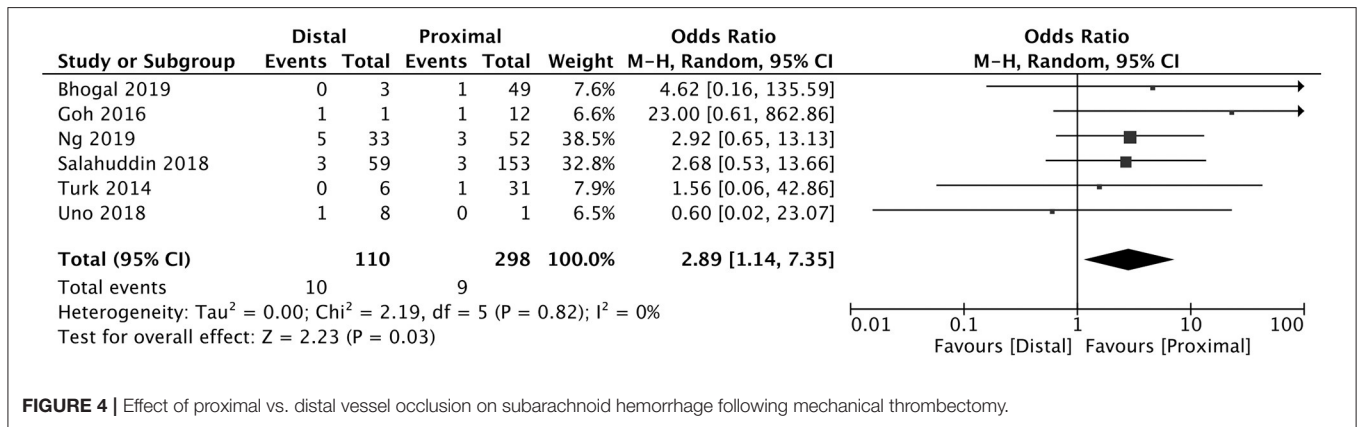 Distal Proximal Odds Ratio Odds Ratio
Study or Subgroup Events Total Events Total Weight M-H, Random, 95% CI M-H, Random, 95% CI
Bhogal 2019 0 3 1 49 7.6% 4.62 [0.16, 135.59]
Goh 2016 1 1 1 12 6.6% 23.00 [0.61, 862.86]
Ng 2019 5 33 3 52 38.5% 2.92 [0.65, 13.13]
Salahuddin 2018 3 59 3 153 32.8% 2.68 [0.53, 13.66]
Turk 2014 0 6 1 31 7.9% 1.56 [0.06, 42.86]
Uno 2018 1 8 0 1 6.5% 0.60 [0.02, 23.07]
Total (95% CI) 110 298 100.0% 2.89 [1.14, 7.35]
Total events 10 9
Heterogeneity: Tau² = 0.00; Chi² = 2.19, df = 5 (P = 0.82); I² = 0%
Test for overall effect: Z = 2.23 (P = 0.03)
0.01 0.1 1 10 100
Favours [Distal] Favours [Proximal]
FIGURE 4 | Effect of proximal vs. distal vessel occlusion on subarachnoid hemorrhage following mechanical thrombectomy.